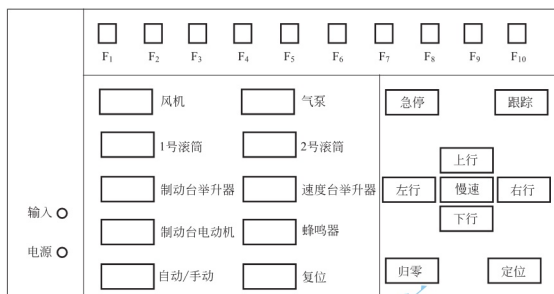 F1 F2 F3 F4 F5 F6 F7 F8 F9 F10
风机 气泵 急停 跟踪
1号滚筒 2号滚筒
上行
制动台举升器 速度台举升器 左行 慢速 右行
输入
下行
制动台电动机 蜂鸣器
电源
自动/手动 复位 归零 定位